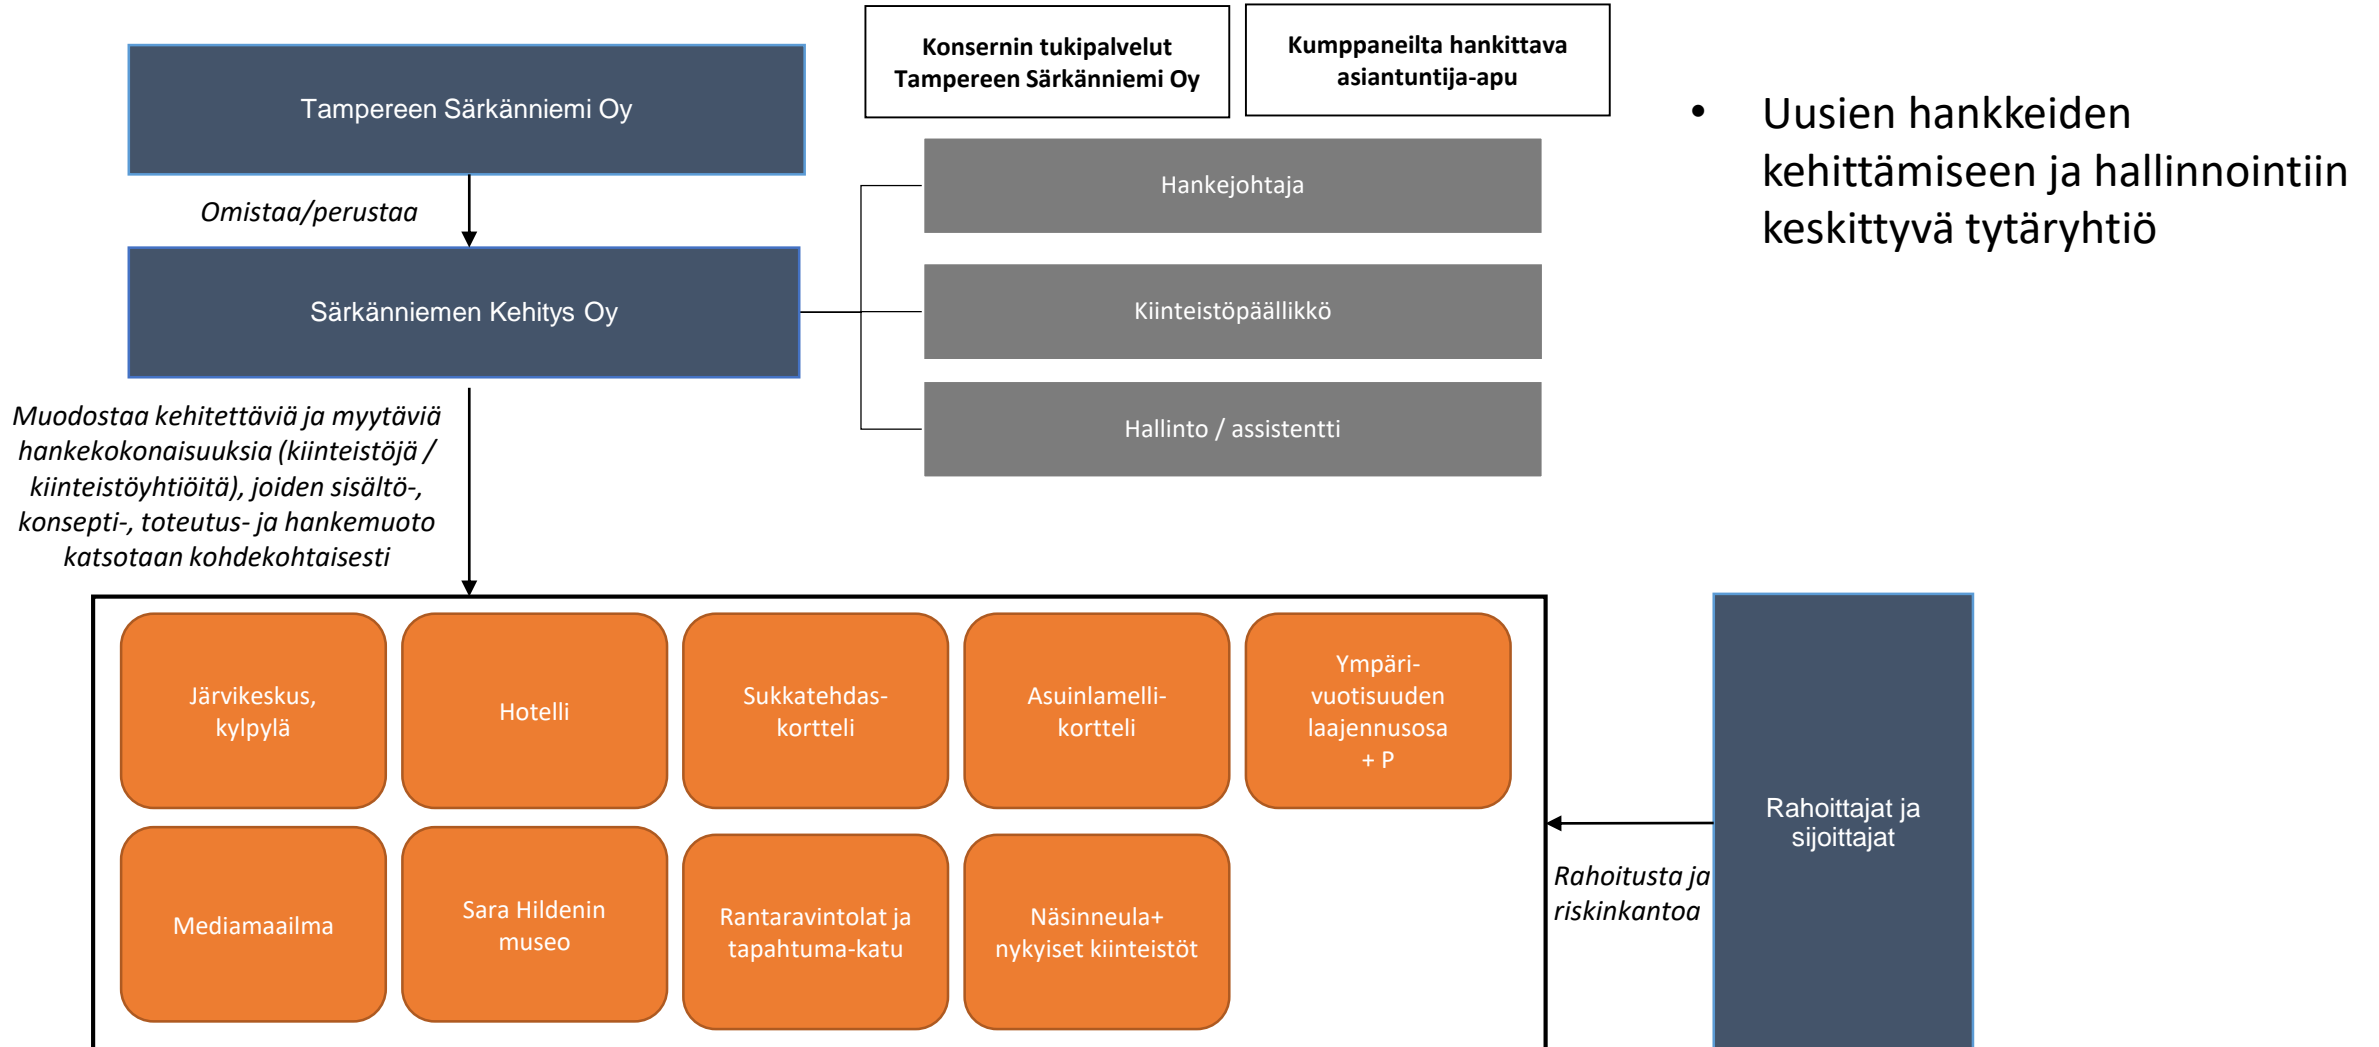 Konsernin tukipalvelut
Tampereen Särkänniemi Oy
Kumppaneilta hankittava
asiantuntija-apu
Tampereen Särkänniemi Oy
• Uusien hankkeiden
kehittämiseen ja hallinnointiin
keskittyvä tytäryhtiö
Omistaa/perustaa
Hankejohtaja
Särkänniemen Kehitys Oy
Kiinteistöpäällikkö
Hallinto / assistentti
Muodostaa kehitettäviä ja myytäviä
hankekokonaisuuksia (kiinteistöjä /
kiinteistöyhtiöitä), joiden sisältö-,
konsepti-, toteutus- ja hankemuoto
katsotaan kohdekohtaisesti
Järvikeskus,
kylpylä
Hotelli
Sukkatehdas-
kortteli
Asuinlamelli-
kortteli
Ympäri-
vuotisuuden
laajennusosa
+ P
Mediamaailma
Sara Hildenin
museo
Rantaravintolat ja
tapahtuma-katu
Näsinneula+
nykyiset kiinteistöt
Rahoitusta ja
riskinkantoa
Rahoittajat ja
sijoittajat